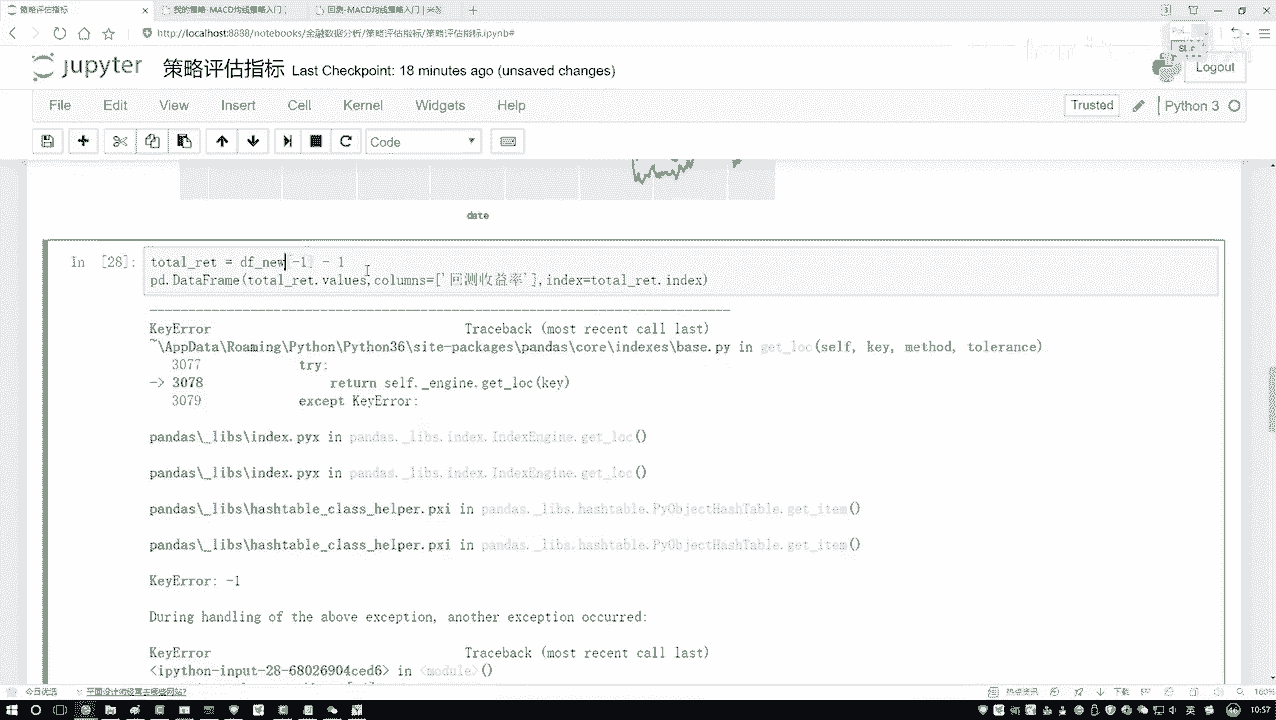 策略评估指标
我的策略-MACD均线策略入门
回测-MACD均线策略入门
http://localhost:8888/notebooks/金融数据分析/策略评估指标/策略评估指标.ipynb#
jupyter 策略评估指标 Last Checkpoint: 18 minutes ago (unsaved changes)
Logout
File Edit View Insert Cell Kernel Widgets Help
Trusted
Python 3
Code
date
In [28]: total_ret = df_new[-1] - 1
pd.DataFrame(total_ret.values,columns=['回测收益率'],index=total_ret.index)
---------------------------------------------------------------------------
KeyError Traceback (most recent call last)
~\AppData\Roaming\Python\Python36\site-packages\pandas\core\indexes\base.py in get_loc(self, key, method, tolerance)
3077 try:
-> 3078 return self._engine.get_loc(key)
3079 except KeyError:
pandas\_libs\index.pyx in pandas._libs.index.IndexEngine.get_loc()
pandas\_libs\index.pyx in pandas._libs.index.IndexEngine.get_loc()
pandas\_libs\hashtable_class_helper.pxi in pandas._libs.hashtable.PyObjectHashTable.get_item()
pandas\_libs\hashtable_class_helper.pxi in pandas._libs.hashtable.PyObjectHashTable.get_item()
KeyError: -1
During handling of the above exception, another exception occurred:
KeyError Traceback (most recent call last)
<ipython-input-28-68026904ced6> in <module>()
今日优选
下载
160%
10:57